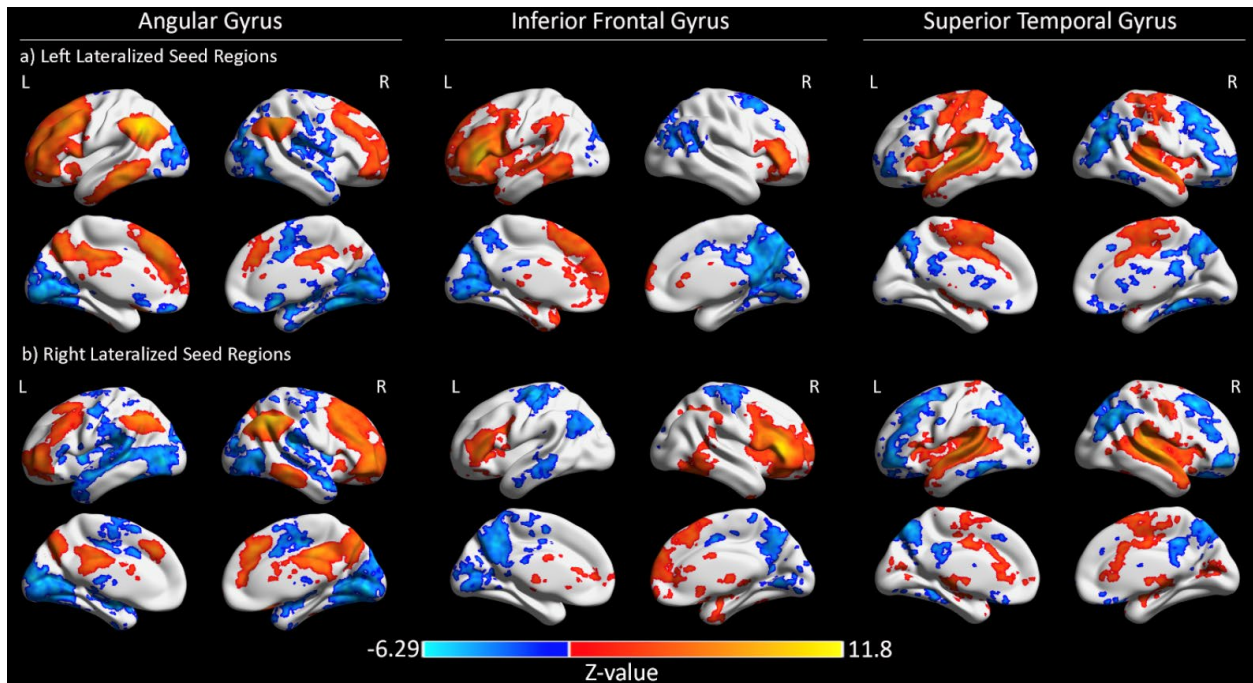 Angular Gyrus
Inferior Frontal Gyrus
Superior Temporal Gyrus
a) Left Lateralized Seed Regions
L
R
L
R
L
R
b) Right Lateralized Seed Regions
L
R
L
R
L
R
-6.29
11.8
Z-value